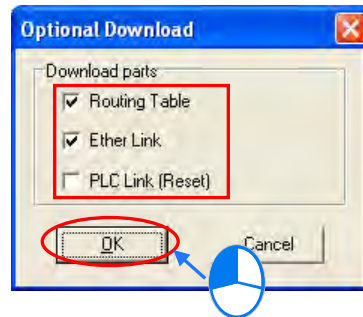 Optional Download
Download parts
Routing Table
Ether Link
PLC Link (Reset)
OK
Cancel